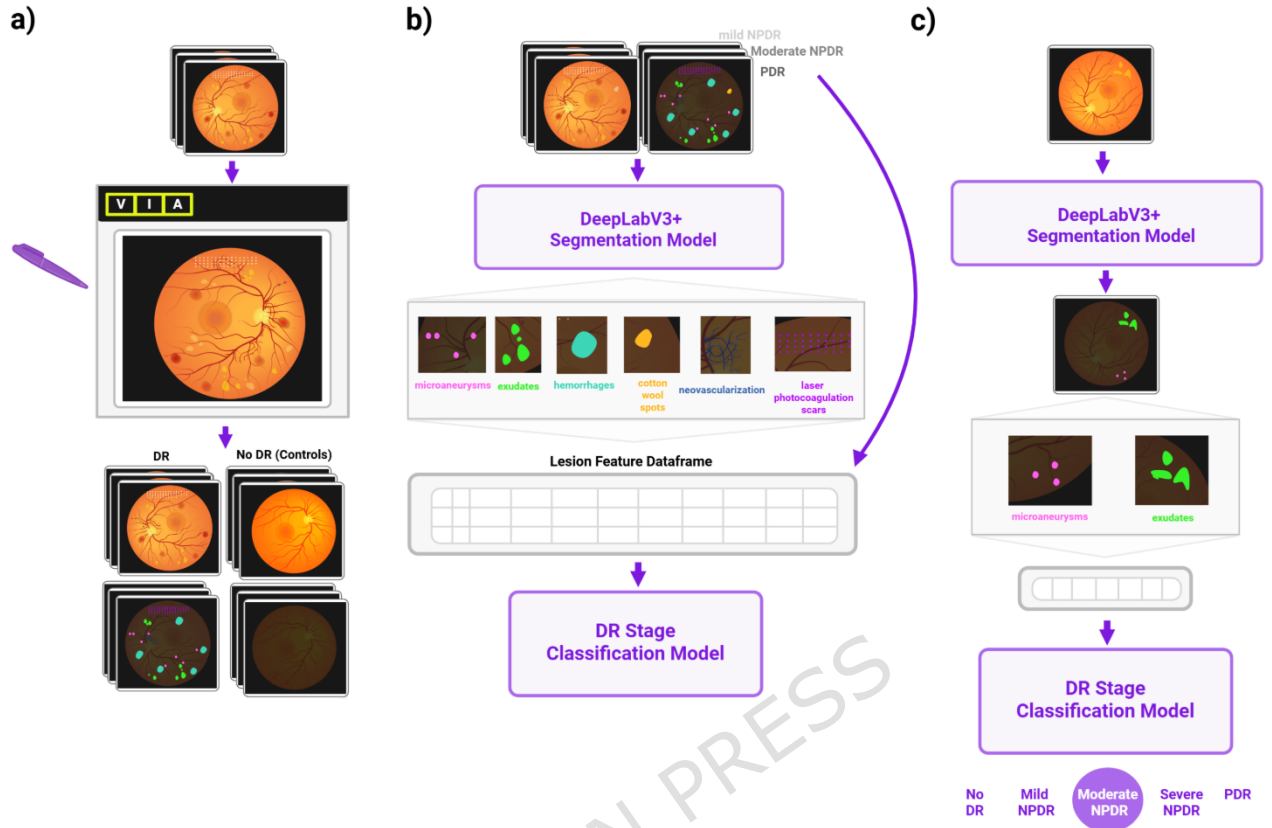 a)
V I A
DR
No DR (Controls)
b)
mild NPDR
Moderate NPDR
PDR
DeepLabV3+
Segmentation Model
microaneurysms
exudates
hemorrhages
cotton
wool
spots
neovascularization
laser
photocoagulation
scars
Lesion Feature Dataframe
DR Stage
Classification Model
c)
DeepLabV3+
Segmentation Model
microaneurysms
exudates
DR Stage
Classification Model
No
DR
Mild
NPDR
Moderate
NPDR
Severe
NPDR
PDR
N PRESS